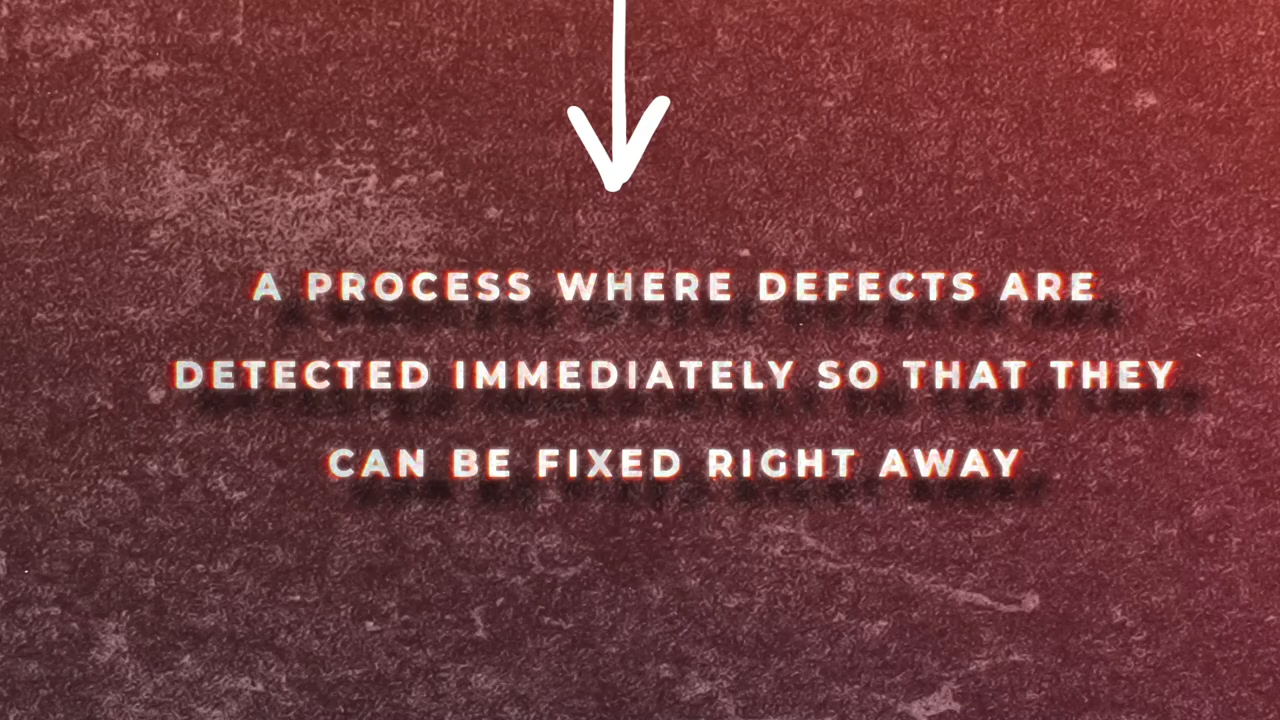 A PROCESS WHERE DEFECTS ARE
DETECTED IMMEDIATELY SO THAT THEY
CAN BE FIXED RIGHT AWAY